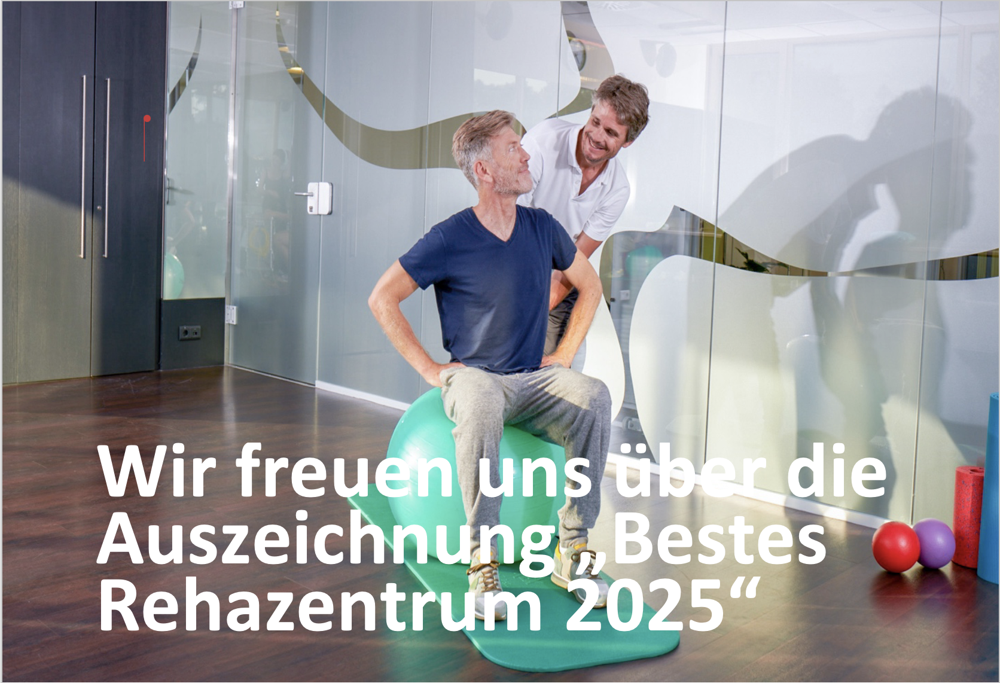 Wir freuen uns über die
Auszeichnung „Bestes
Rehazentrum 2025“